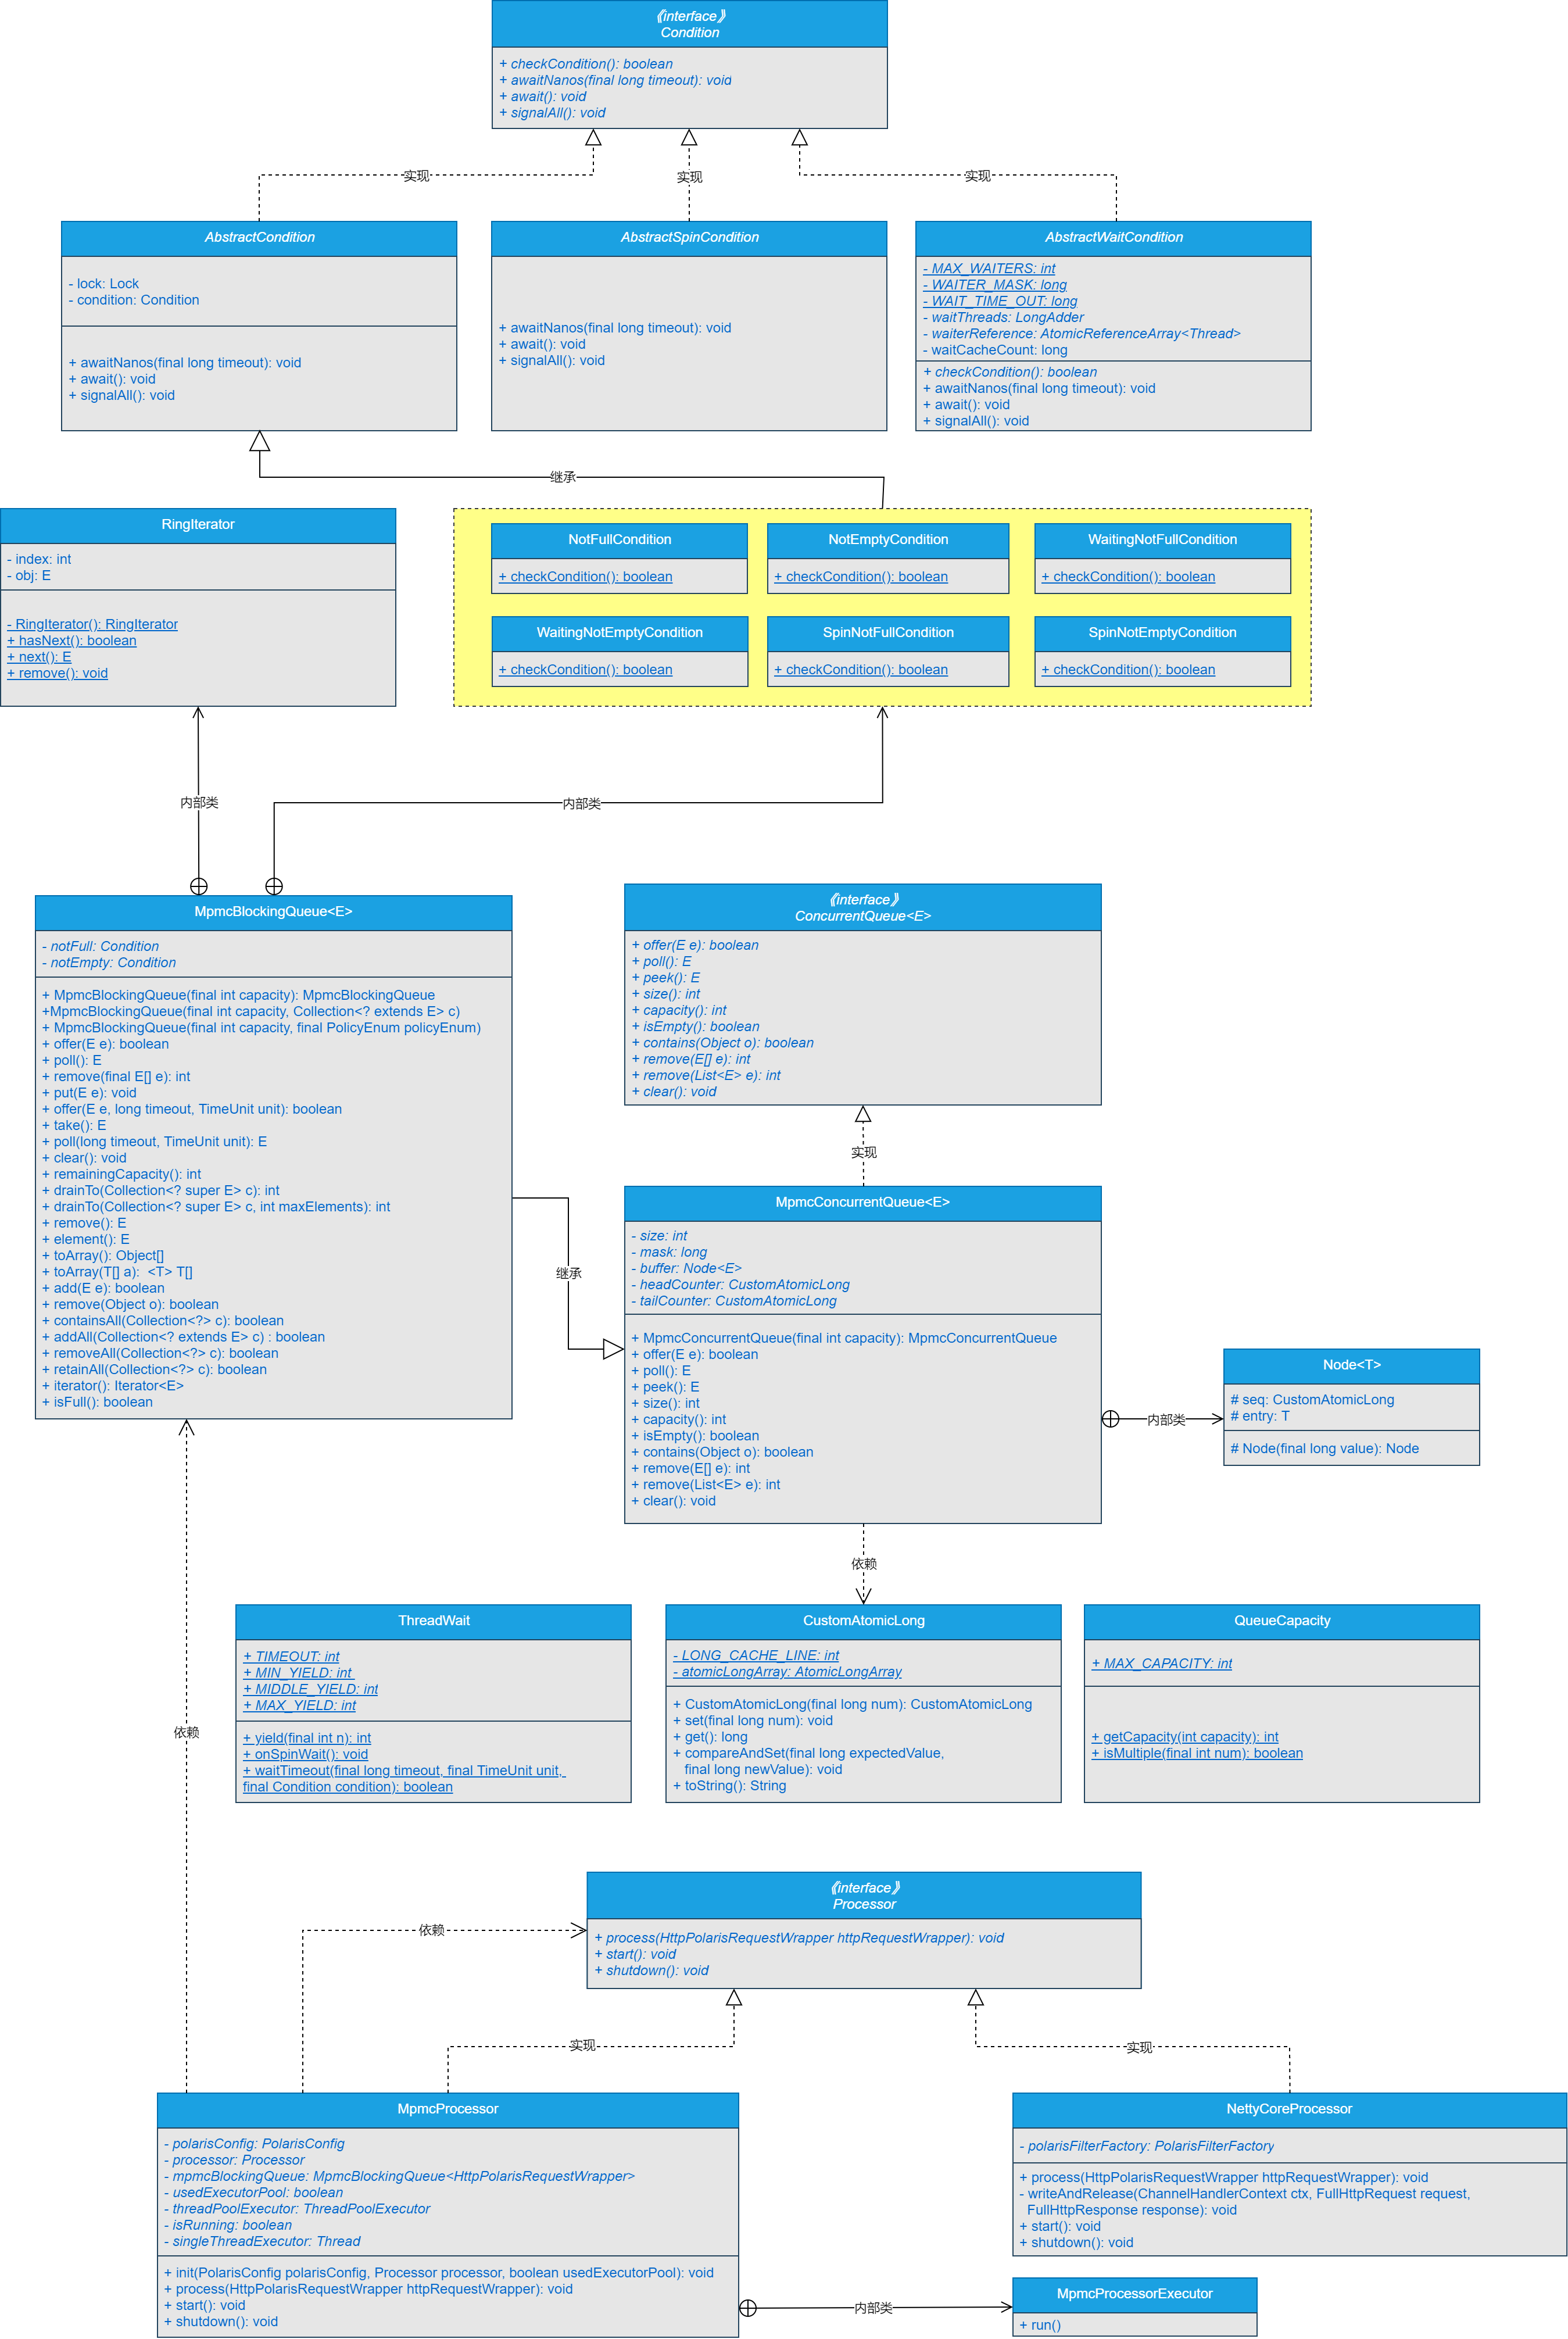 《interface》
Condition
+ checkCondition(): boolean
+ awaitNanos(final long timeout): void
+ await(): void
+ signalAll(): void
实现
实现
实现
AbstractCondition
- lock: Lock
- condition: Condition
+ awaitNanos(final long timeout): void
+ await(): void
+ signalAll(): void
AbstractSpinCondition
+ awaitNanos(final long timeout): void
+ await(): void
+ signalAll(): void
AbstractWaitCondition
- MAX_WAITERS: int
- WAITER_MASK: long
- WAIT_TIME_OUT: long
- waitThreads: LongAdder
- waiterReference: AtomicReferenceArray<Thread>
- waitCacheCount: long
+ checkCondition(): boolean
+ awaitNanos(final long timeout): void
+ await(): void
+ signalAll(): void
继承
RingIterator
- index: int
- obj: E
- RingIterator(): RingIterator
+ hasNext(): boolean
+ next(): E
+ remove(): void
NotFullCondition
+ checkCondition(): boolean
NotEmptyCondition
+ checkCondition(): boolean
WaitingNotFullCondition
+ checkCondition(): boolean
WaitingNotEmptyCondition
+ checkCondition(): boolean
SpinNotFullCondition
+ checkCondition(): boolean
SpinNotEmptyCondition
+ checkCondition(): boolean
内部类
内部类
MpmcBlockingQueue<E>
- notFull: Condition
- notEmpty: Condition
+ MpmcBlockingQueue(final int capacity): MpmcBlockingQueue
+MpmcBlockingQueue(final int capacity, Collection<? extends E> c)
+ MpmcBlockingQueue(final int capacity, final PolicyEnum policyEnum)
+ offer(E e): boolean
+ poll(): E
+ remove(final E[] e): int
+ put(E e): void
+ offer(E e, long timeout, TimeUnit unit): boolean
+ take(): E
+ poll(long timeout, TimeUnit unit): E
+ clear(): void
+ remainingCapacity(): int
+ drainTo(Collection<? super E> c): int
+ drainTo(Collection<? super E> c, int maxElements): int
+ remove(): E
+ element(): E
+ toArray(): Object[]
+ toArray(T[] a):  <T> T[]
+ add(E e): boolean
+ remove(Object o): boolean
+ containsAll(Collection<?> c): boolean
+ addAll(Collection<? extends E> c) : boolean
+ removeAll(Collection<?> c): boolean
+ retainAll(Collection<?> c): boolean
+ iterator(): Iterator<E>
+ isFull(): boolean
《interface》
ConcurrentQueue<E>
+ offer(E e): boolean
+ poll(): E
+ peek(): E
+ size(): int
+ capacity(): int
+ isEmpty(): boolean
+ contains(Object o): boolean
+ remove(E[] e): int
+ remove(List<E> e): int
+ clear(): void
实现
继承
MpmcConcurrentQueue<E>
- size: int
- mask: long
- buffer: Node<E>
- headCounter: CustomAtomicLong
- tailCounter: CustomAtomicLong
+ MpmcConcurrentQueue(final int capacity): MpmcConcurrentQueue
+ offer(E e): boolean
+ poll(): E
+ peek(): E
+ size(): int
+ capacity(): int
+ isEmpty(): boolean
+ contains(Object o): boolean
+ remove(E[] e): int
+ remove(List<E> e): int
+ clear(): void
内部类
Node<T>
# seq: CustomAtomicLong
# entry: T
# Node(final long value): Node
依赖
ThreadWait
+ TIMEOUT: int
+ MIN_YIELD: int
+ MIDDLE_YIELD: int
+ MAX_YIELD: int
+ yield(final int n): int
+ onSpinWait(): void
+ waitTimeout(final long timeout, final TimeUnit unit,
final Condition condition): boolean
CustomAtomicLong
- LONG_CACHE_LINE: int
- atomicLongArray: AtomicLongArray
+ CustomAtomicLong(final long num): CustomAtomicLong
+ set(final long num): void
+ get(): long
+ compareAndSet(final long expectedValue,
final long newValue): void
+ toString(): String
QueueCapacity
+ MAX_CAPACITY: int
+ getCapacity(int capacity): int
+ isMultiple(final int num): boolean
依赖
《interface》
Processor
+ process(HttpPolarisRequestWrapper httpRequestWrapper): void
+ start(): void
+ shutdown(): void
依赖
实现
实现
MpmcProcessor
- polarisConfig: PolarisConfig
- processor: Processor
- mpmcBlockingQueue: MpmcBlockingQueue<HttpPolarisRequestWrapper>
- usedExecutorPool: boolean
- threadPoolExecutor: ThreadPoolExecutor
- isRunning: boolean
- singleThreadExecutor: Thread
+ init(PolarisConfig polarisConfig, Processor processor, boolean usedExecutorPool): void
+ process(HttpPolarisRequestWrapper httpRequestWrapper): void
+ start(): void
+ shutdown(): void
NettyCoreProcessor
- polarisFilterFactory: PolarisFilterFactory
+ process(HttpPolarisRequestWrapper httpRequestWrapper): void
- writeAndRelease(ChannelHandlerContext ctx, FullHttpRequest request,
FullHttpResponse response): void
+ start(): void
+ shutdown(): void
内部类
MpmcProcessorExecutor
+ run()